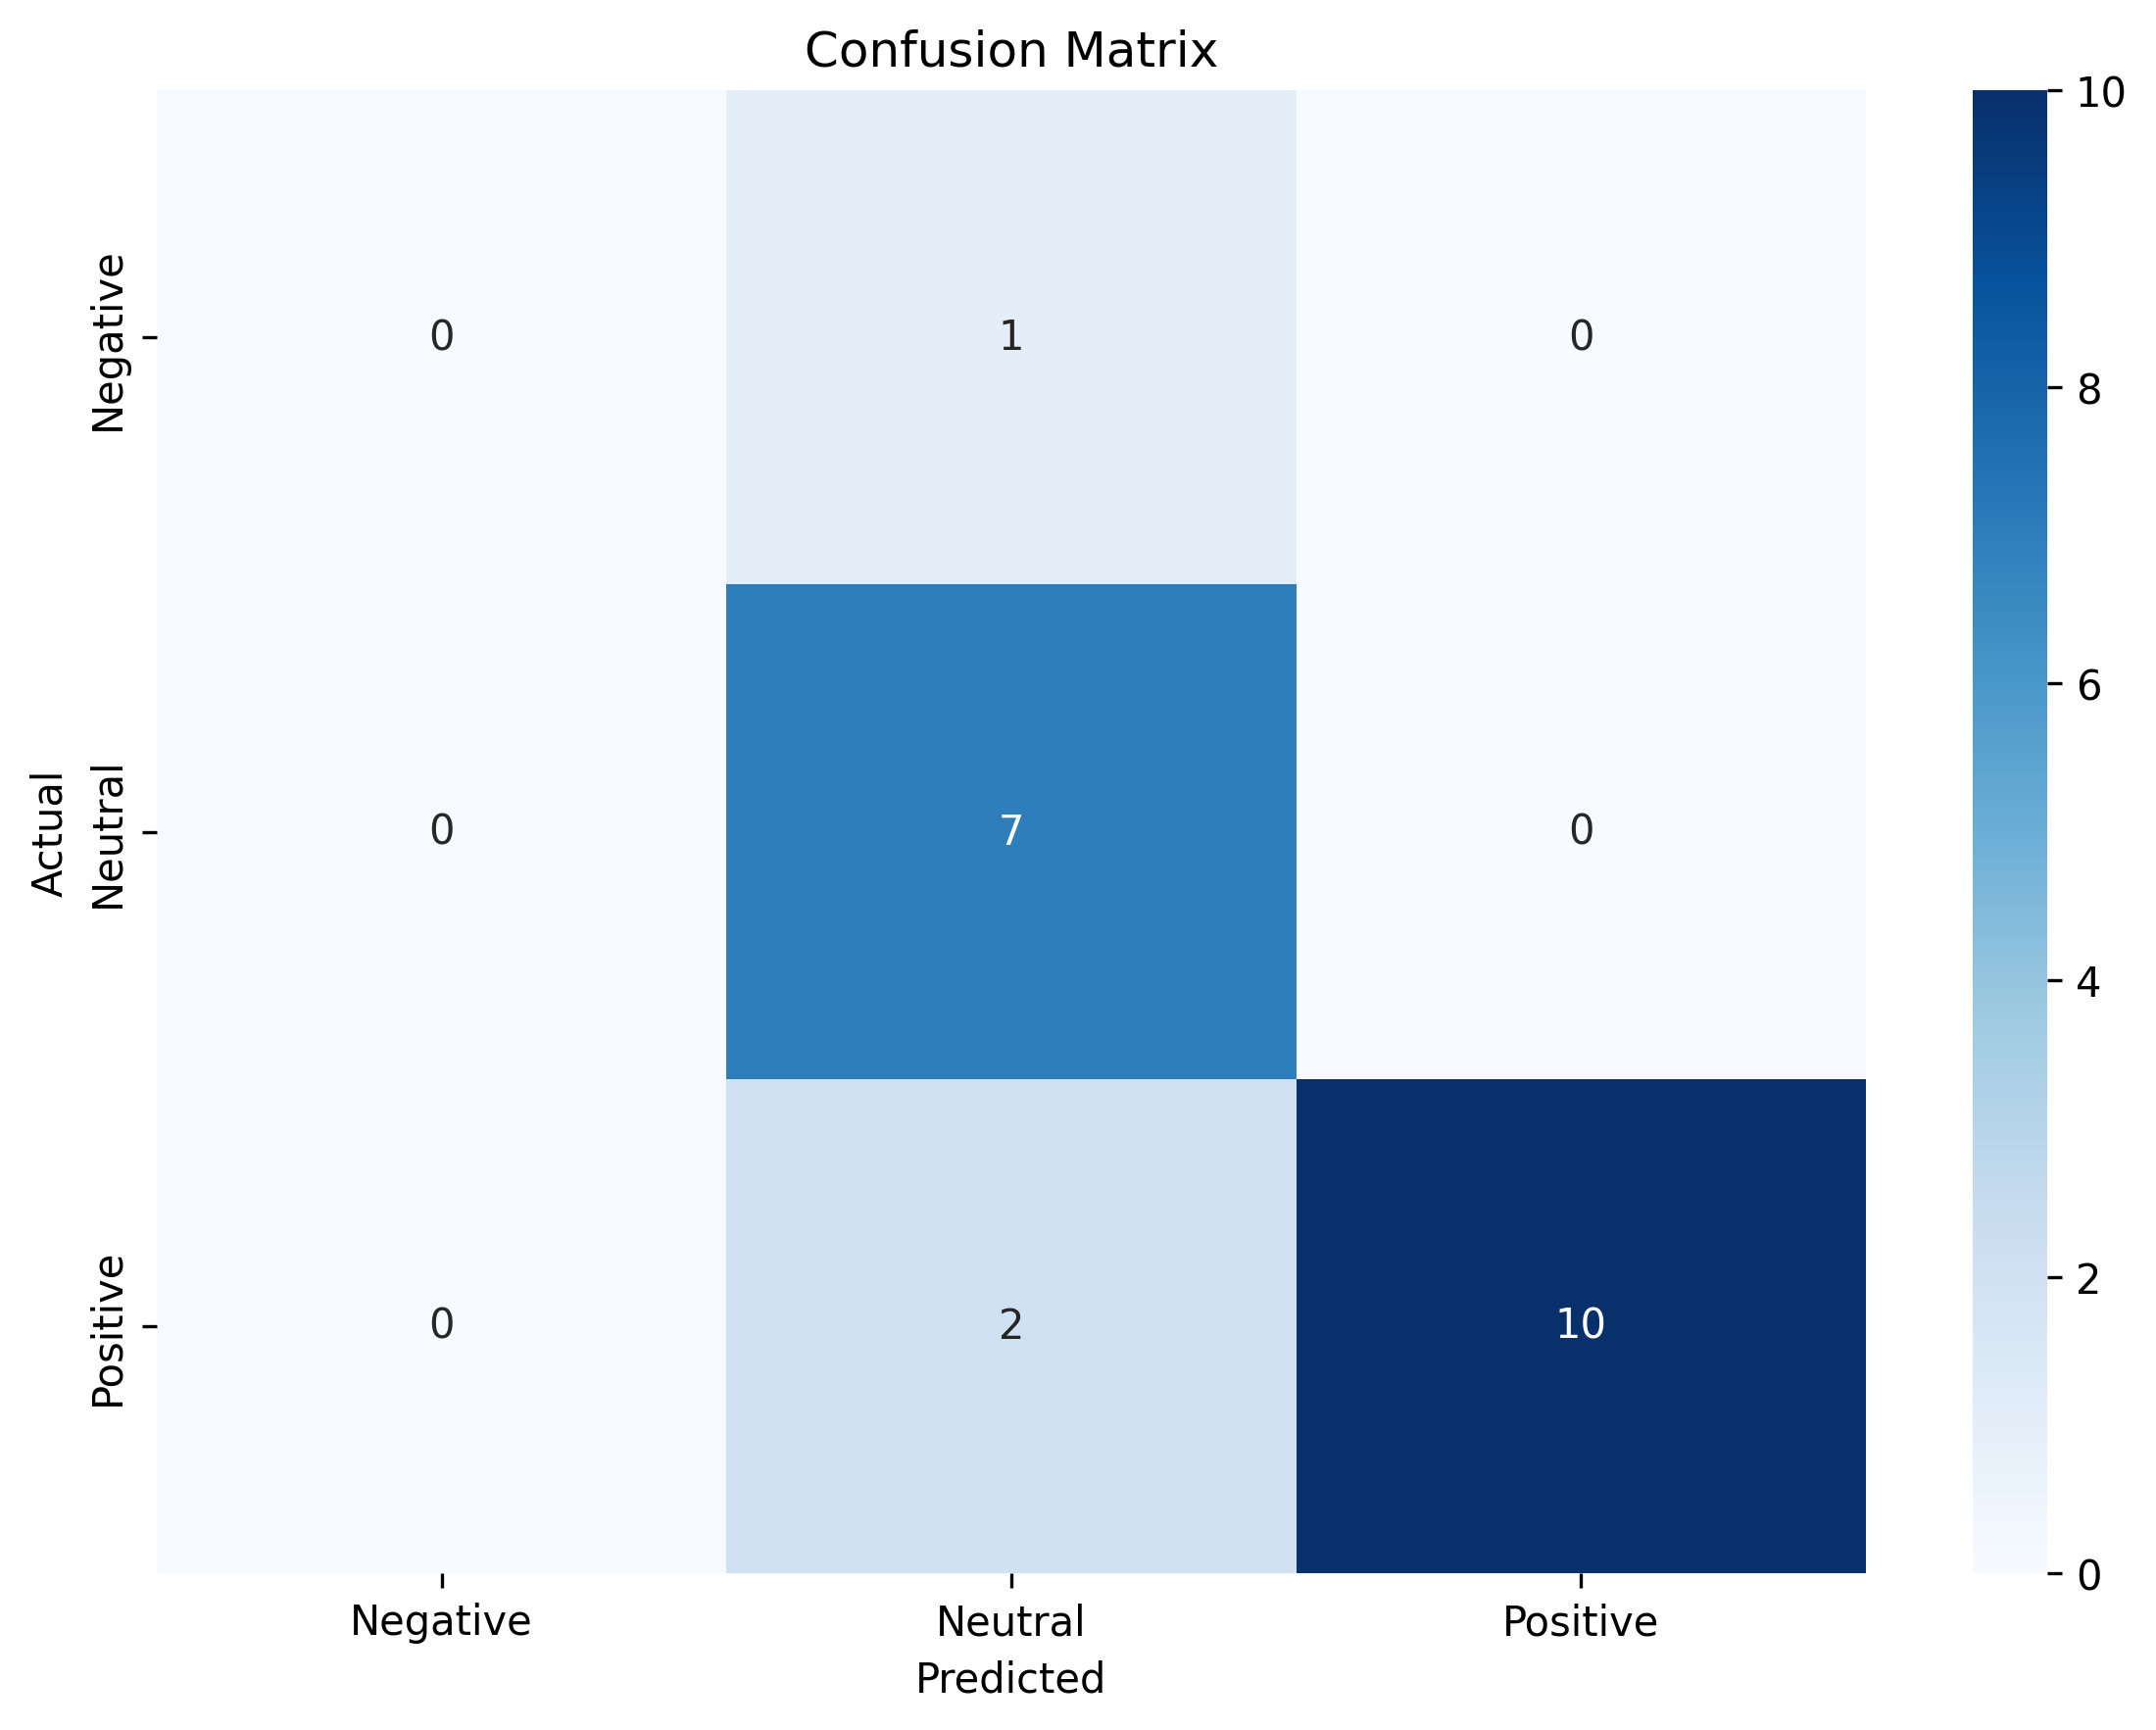 Confusion Matrix
Actual
Negative
0 1 0
Neutral
0 7 0
Positive
0 2 10
Negative Neutral Positive
Predicted
10
8
6
4
2
0